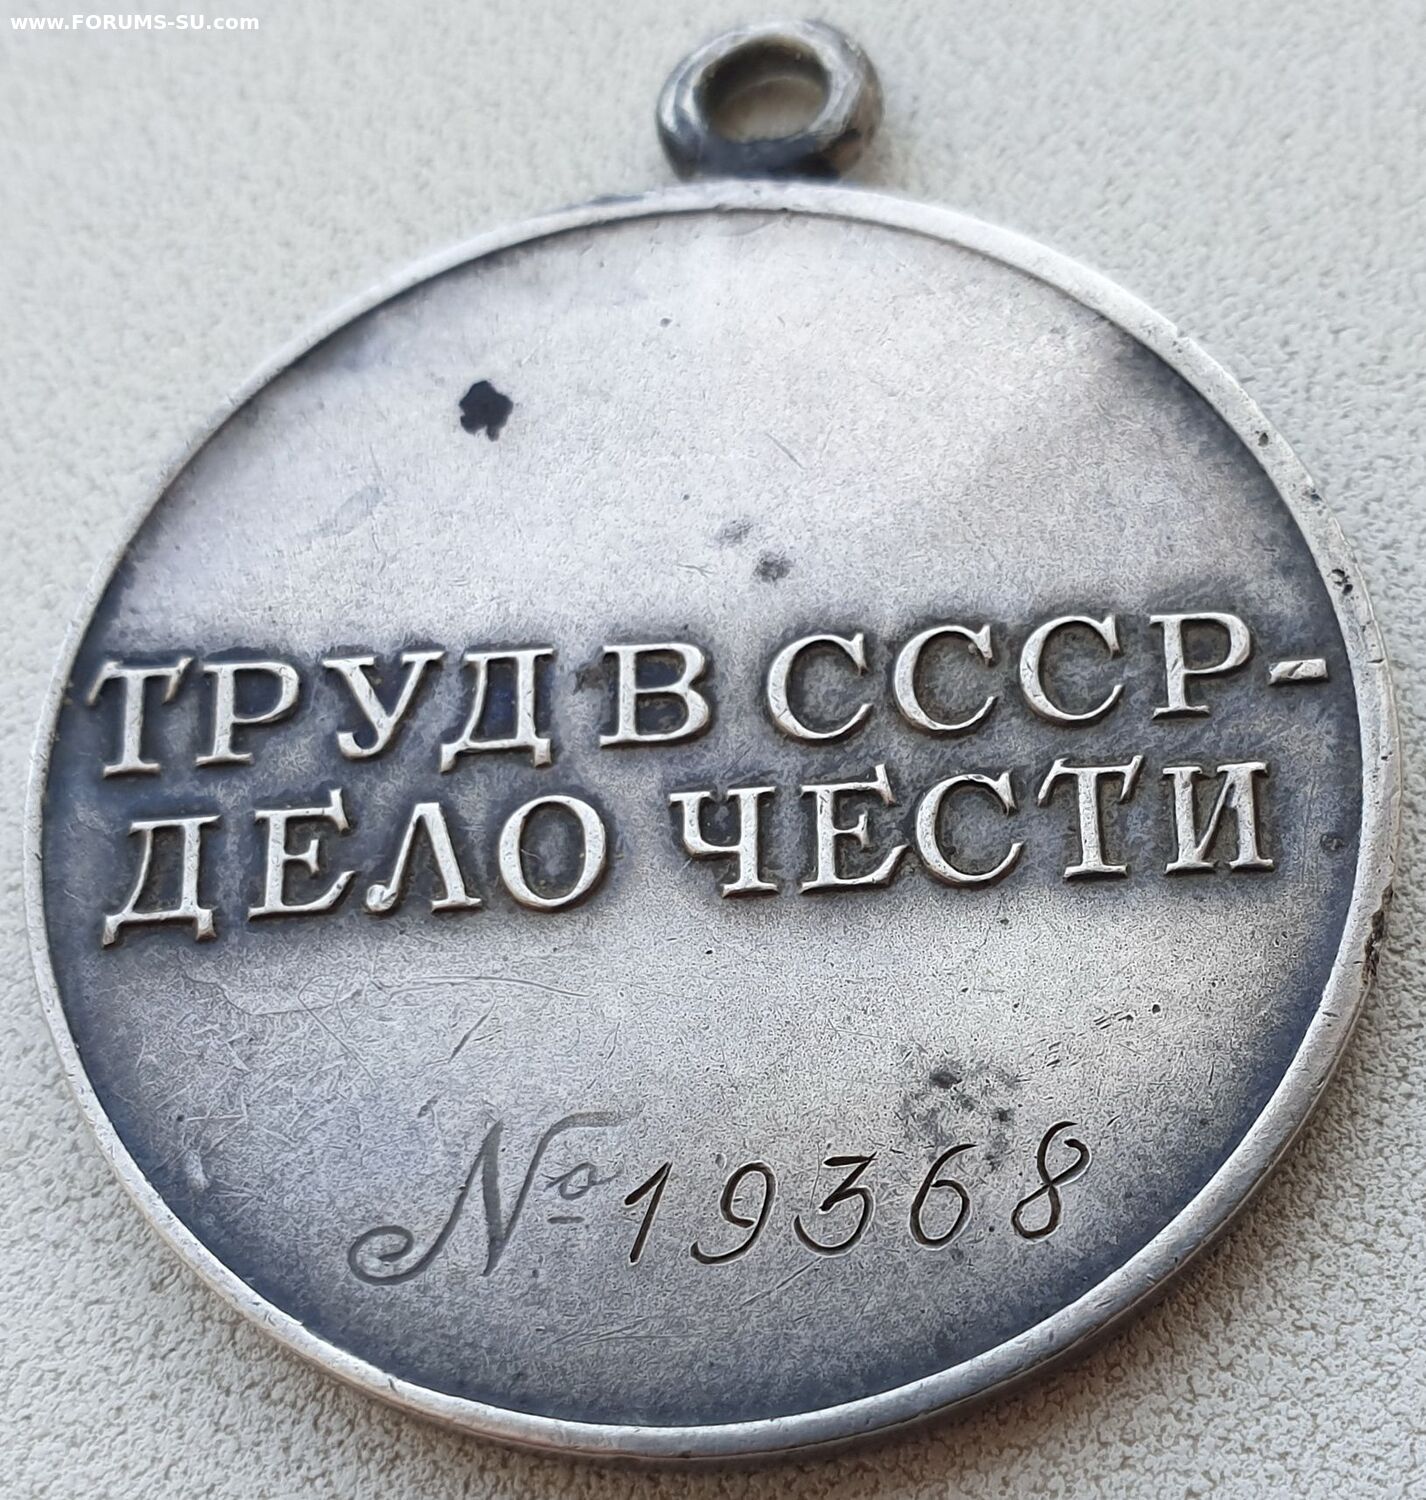 www.FORUMS-SU.com
ТРУД В СССР-
ДЕЛО ЧЕСТИ
№ 19368